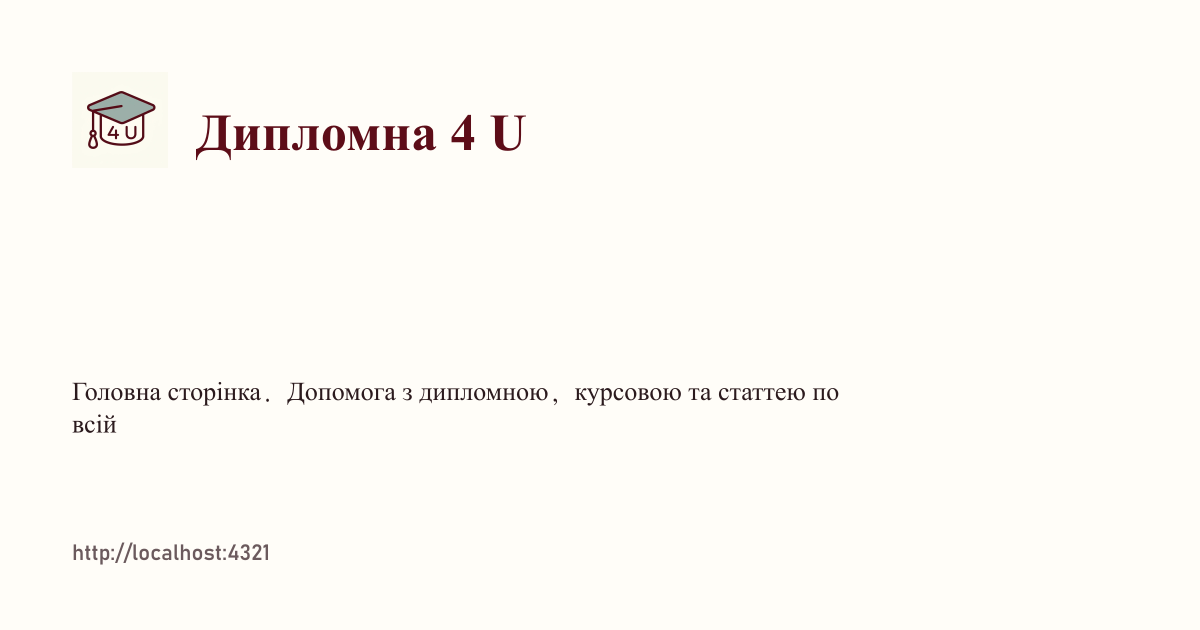 4 U
Дипломна 4 U
Головна сторінка. Допомога з дипломною, курсовою та статтею по
всій
http://localhost:4321